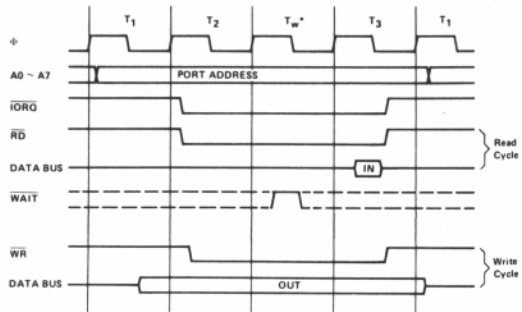 T1 T2 Tw* T3 T1
Φ
A0 ~ A7 PORT ADDRESS
IORQ
RD
Read
Cycle
DATA BUS IN
WAIT
WR
Write
Cycle
DATA BUS OUT